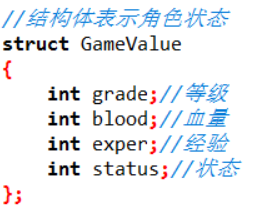 //结构体表示角色状态
struct GameValue
{
int grade;//等级
int blood;//血量
int exper;//经验
int status;//状态
};